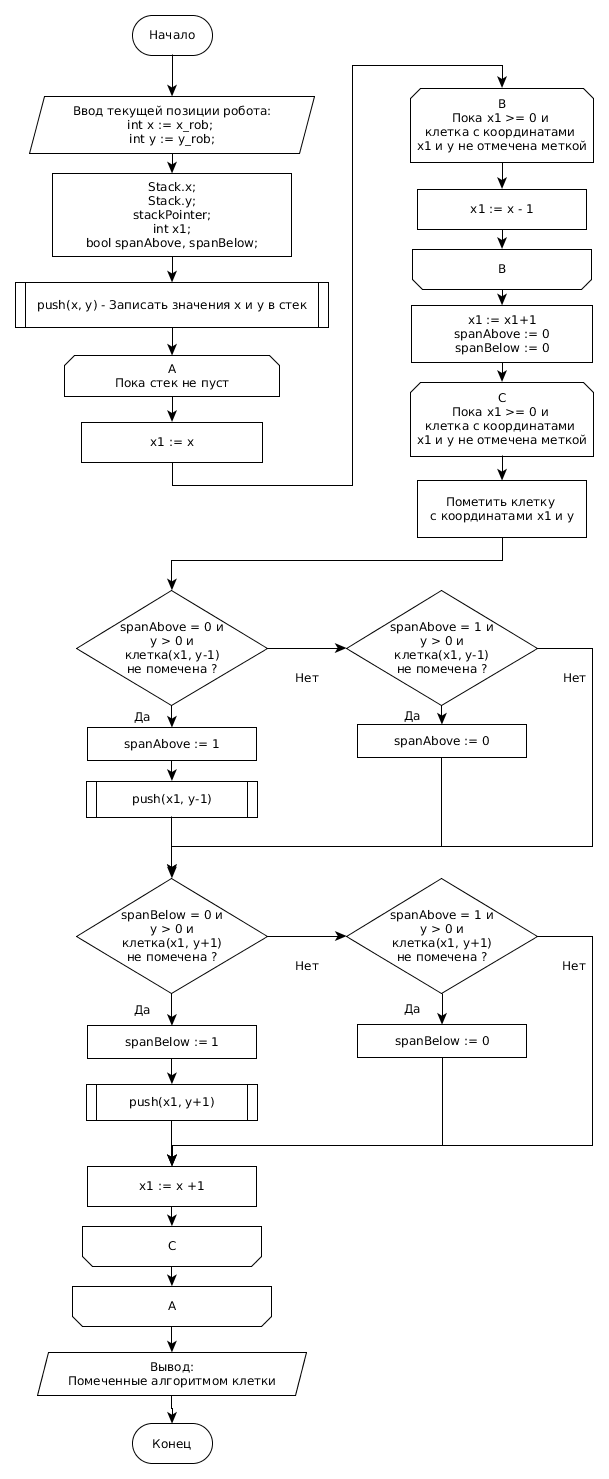 Начало
Ввод текущей позиции робота:
int x := x_rob;
int y := y_rob;
Stack.x;
Stack.y;
stackPointer;
int x1;
bool spanAbove, spanBelow;
push(x, y) - Записать значения x и y в стек
A
Пока стек не пуст
x1 := x
B
Пока x1 >= 0 и
клетка с координатами
x1 и y не отмечена меткой
x1 := x - 1
B
x1 := x1+1
spanAbove := 0
spanBelow := 0
C
Пока x1 >= 0 и
клетка с координатами
x1 и y не отмечена меткой
Пометить клетку
с координатами x1 и y
spanAbove = 0 и
y > 0 и
клетка(x1, y-1)
не помечена ?
Нет
Да
spanAbove := 1
push(x1, y-1)
spanAbove = 1 и
y > 0 и
клетка(x1, y-1)
не помечена ?
Нет
Да
spanAbove := 0
spanBelow = 0 и
y > 0 и
клетка(x1, y+1)
не помечена ?
Нет
Да
spanBelow := 1
push(x1, y+1)
spanAbove = 1 и
y > 0 и
клетка(x1, y+1)
не помечена ?
Нет
Да
spanBelow := 0
x1 := x +1
C
A
Вывод:
Помеченные алгоритмом клетки
Конец